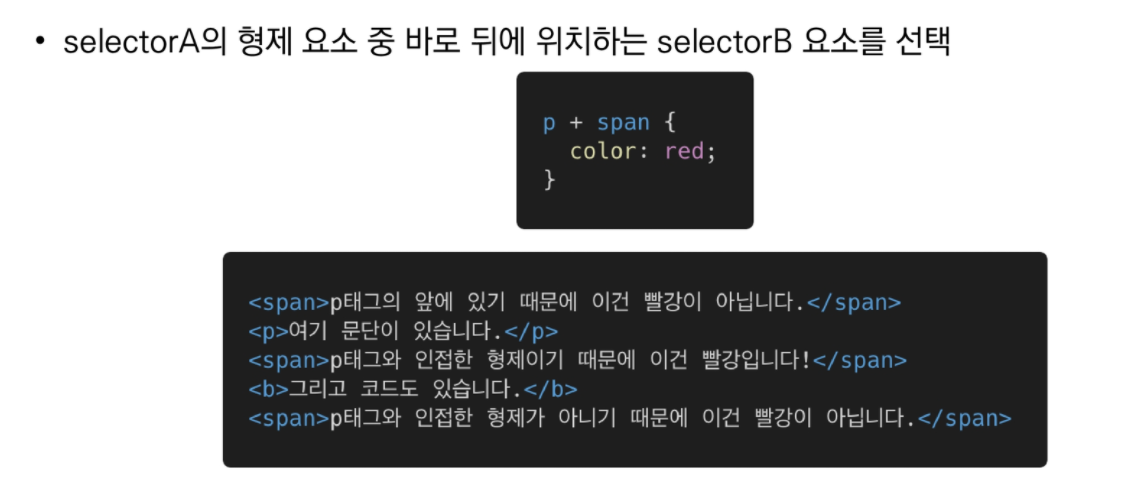 • selectorA의 형제 요소 중 바로 뒤에 위치하는 selectorB 요소를 선택
p + span {
  color: red;
}
<span>p태그의 앞에 있기 때문에 이건 빨강이 아닙니다.</span>
<p>여기 문단이 있습니다.</p>
<span>p태그와 인접한 형제이기 때문에 이건 빨강입니다!</span>
<b>그리고 코드도 있습니다.</b>
<span>p태그와 인접한 형제가 아니기 때문에 이건 빨강이 아닙니다.</span>